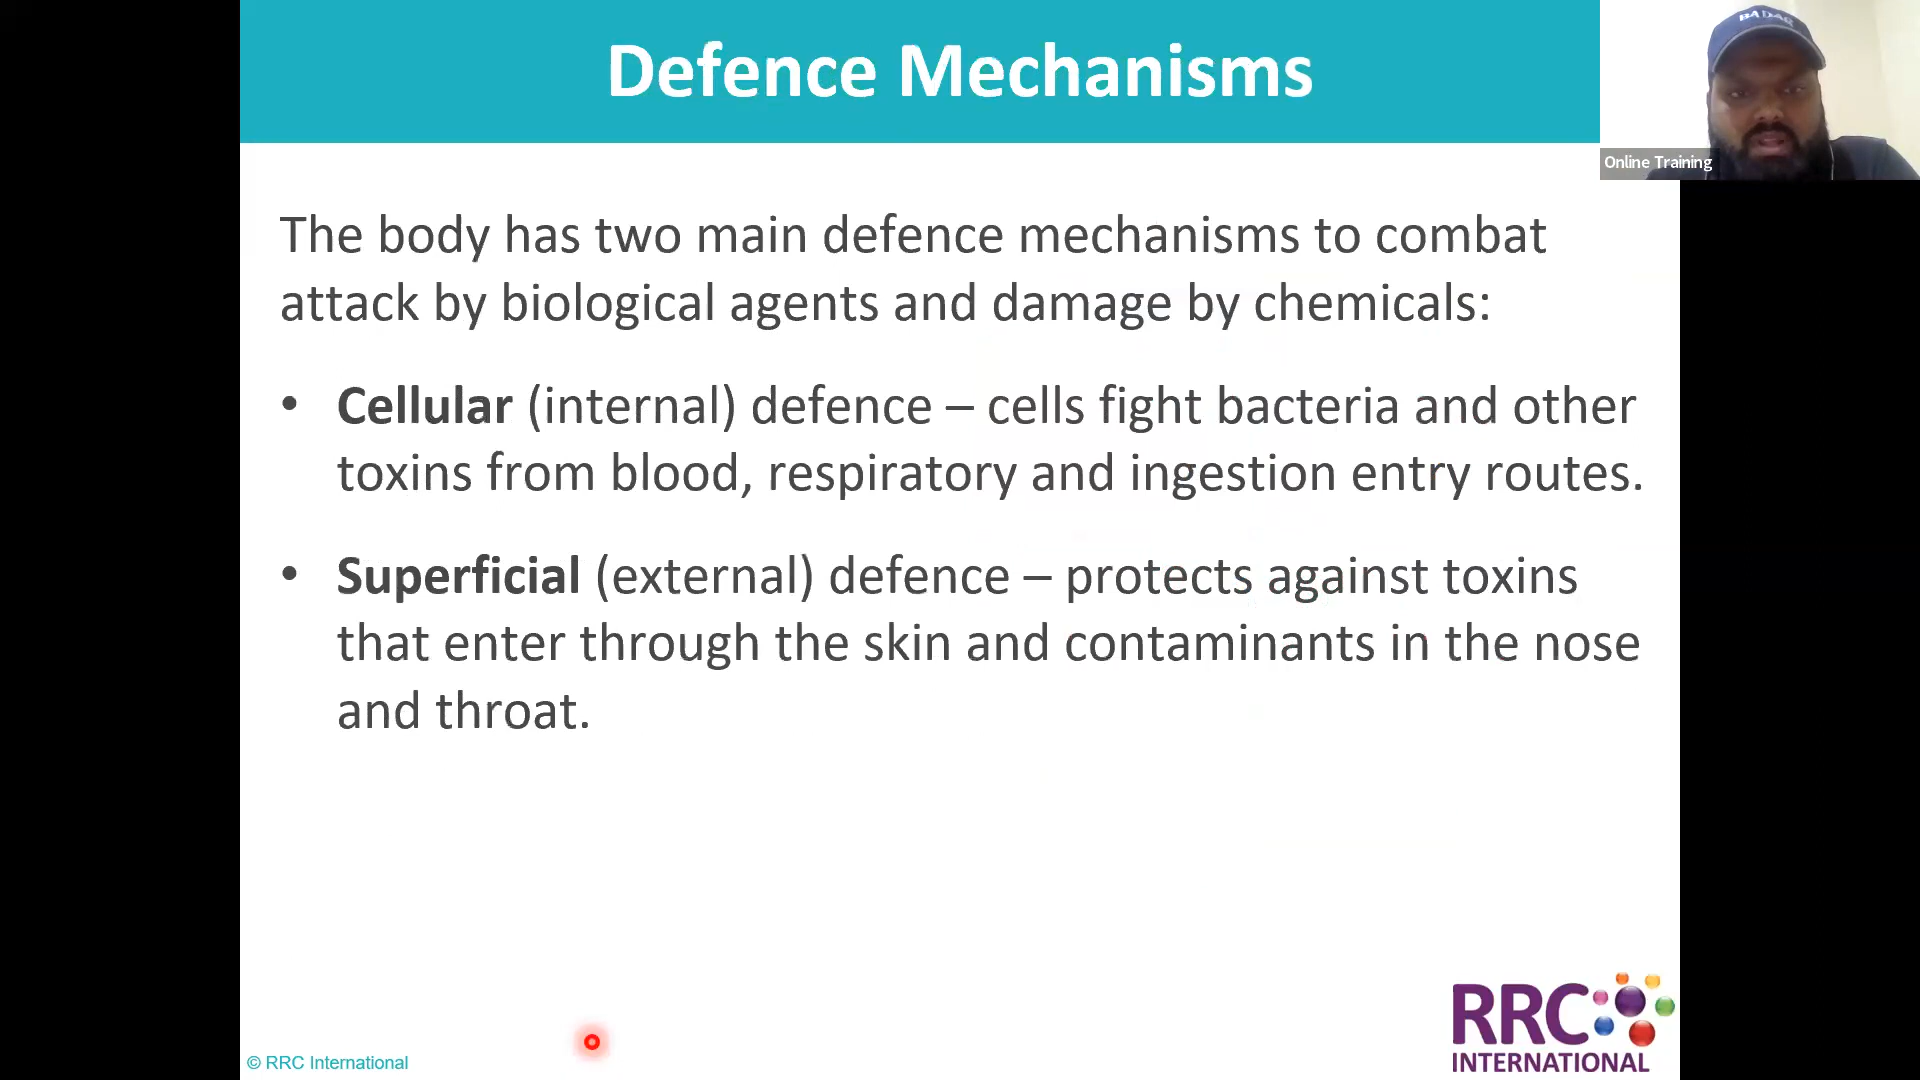 Defence Mechanisms
BADAG
Online Training
The body has two main defence mechanisms to combat
attack by biological agents and damage by chemicals:
• Cellular (internal) defence – cells fight bacteria and other
toxins from blood, respiratory and ingestion entry routes.
• Superficial (external) defence – protects against toxins
that enter through the skin and contaminants in the nose
and throat.
© RRC International
RRC
INTERNATIONAL